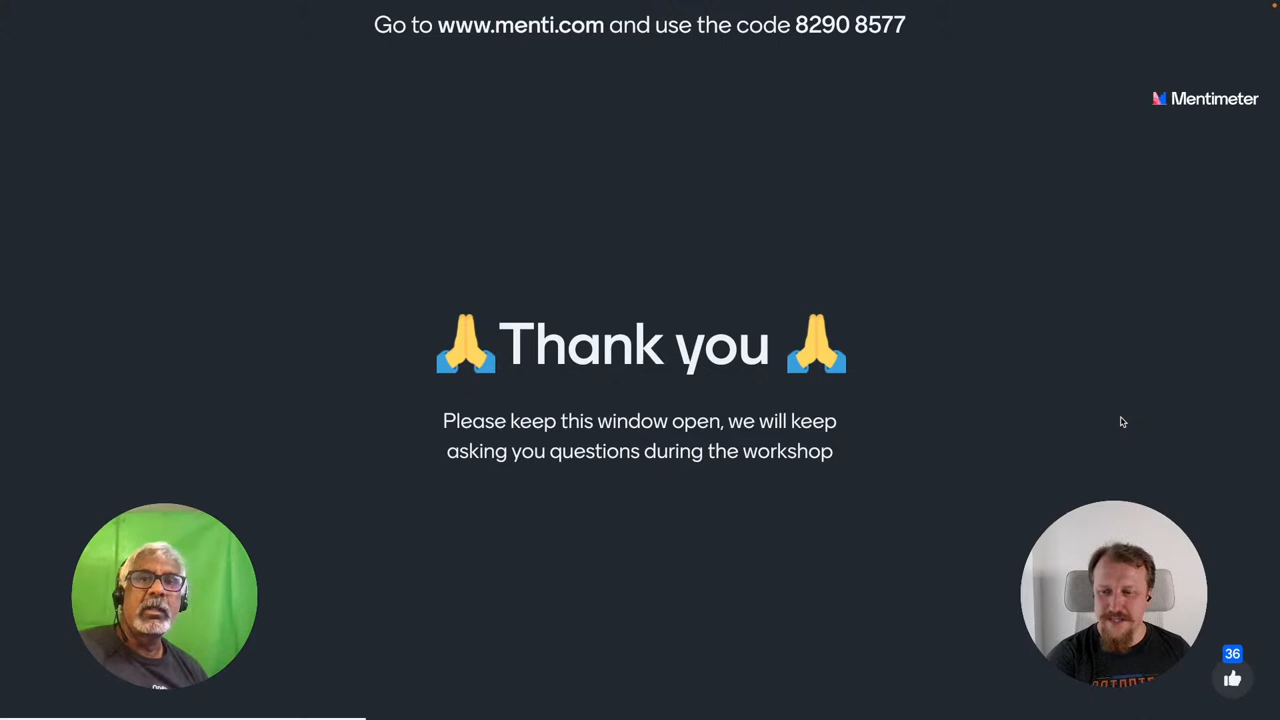 Go to www.menti.com and use the code 8290 8577
Mentimeter
🙏Thank you 🙏
Please keep this window open, we will keep
asking you questions during the workshop
36